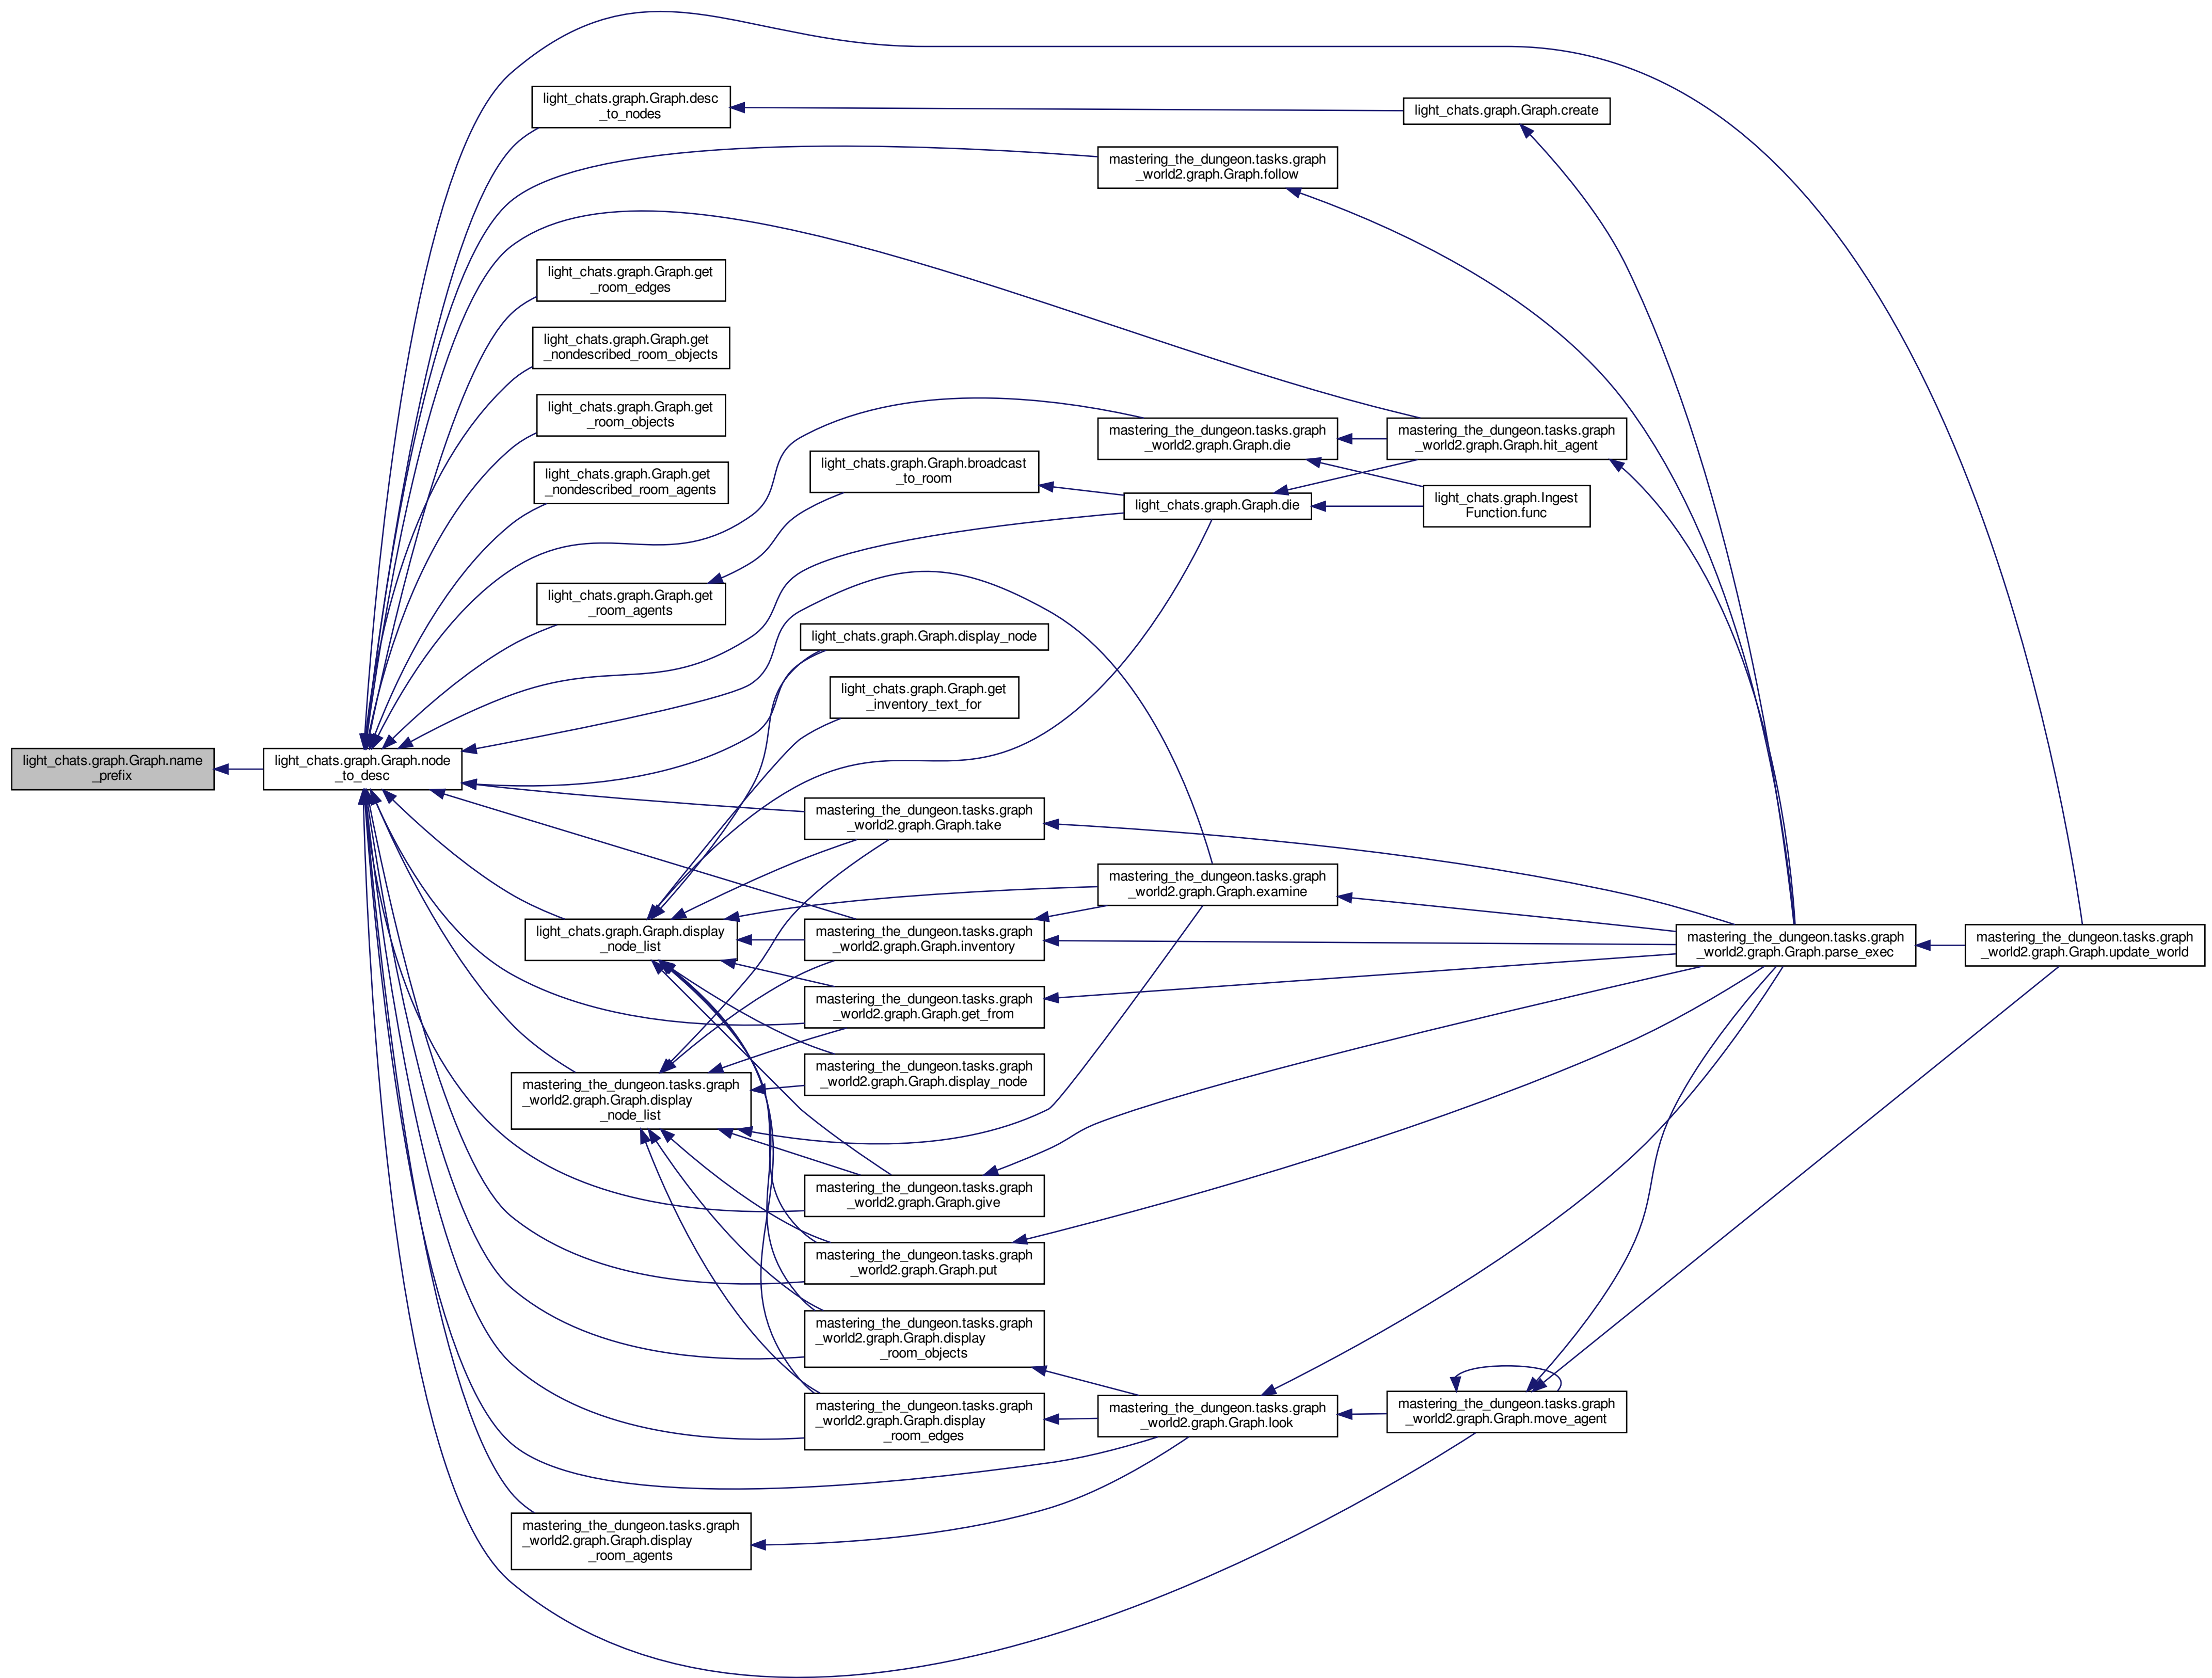 light_chats.graph.Graph.desc
_to_nodes
light_chats.graph.Graph.create
mastering_the_dungeon.tasks.graph
_world2.graph.Graph.follow
light_chats.graph.Graph.get
_room_edges
light_chats.graph.Graph.get
_nondescribed_room_objects
light_chats.graph.Graph.get
_room_objects
mastering_the_dungeon.tasks.graph
_world2.graph.Graph.die
mastering_the_dungeon.tasks.graph
_world2.graph.Graph.hit_agent
light_chats.graph.Graph.get
_nondescribed_room_agents
light_chats.graph.Graph.broadcast
_to_room
light_chats.graph.Graph.die
light_chats.graph.Ingest
Function.func
light_chats.graph.Graph.get
_room_agents
light_chats.graph.Graph.display_node
light_chats.graph.Graph.get
_inventory_text_for
light_chats.graph.Graph.name
_prefix
light_chats.graph.Graph.node
_to_desc
mastering_the_dungeon.tasks.graph
_world2.graph.Graph.take
mastering_the_dungeon.tasks.graph
_world2.graph.Graph.examine
light_chats.graph.Graph.display
_node_list
mastering_the_dungeon.tasks.graph
_world2.graph.Graph.inventory
mastering_the_dungeon.tasks.graph
_world2.graph.Graph.parse_exec
mastering_the_dungeon.tasks.graph
_world2.graph.Graph.update_world
mastering_the_dungeon.tasks.graph
_world2.graph.Graph.get_from
mastering_the_dungeon.tasks.graph
_world2.graph.Graph.display_node
mastering_the_dungeon.tasks.graph
_world2.graph.Graph.display
_node_list
mastering_the_dungeon.tasks.graph
_world2.graph.Graph.give
mastering_the_dungeon.tasks.graph
_world2.graph.Graph.put
mastering_the_dungeon.tasks.graph
_world2.graph.Graph.display
_room_objects
mastering_the_dungeon.tasks.graph
_world2.graph.Graph.display
_room_edges
mastering_the_dungeon.tasks.graph
_world2.graph.Graph.look
mastering_the_dungeon.tasks.graph
_world2.graph.Graph.move_agent
mastering_the_dungeon.tasks.graph
_world2.graph.Graph.display
_room_agents